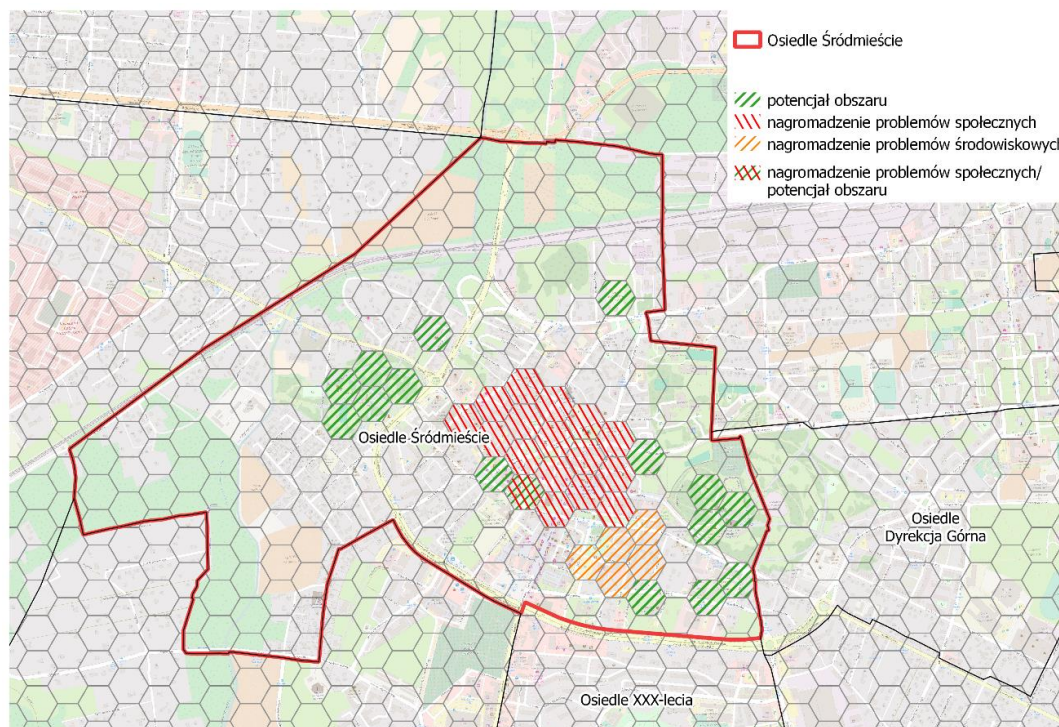 Osiedle Śródmieście
potencjał obszaru
nagromadzenie problemów społecznych
nagromadzenie problemów środowiskowych
nagromadzenie problemów społecznych/
potencjał obszaru
Osiedle Śródmieście
Osiedle
Dyrekcja Górna
Osiedle XXX-lecia